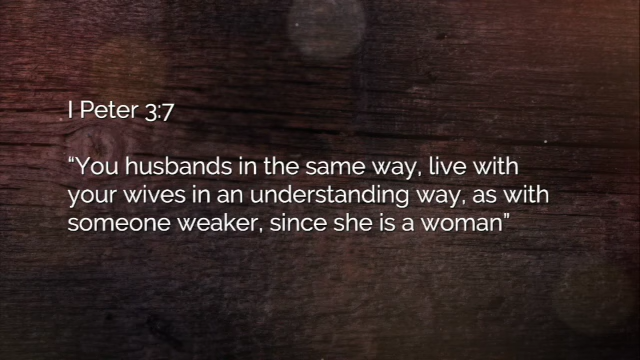 I Peter 3:7
“You husbands in the same way, live with
your wives in an understanding way, as with
someone weaker, since she is a woman”